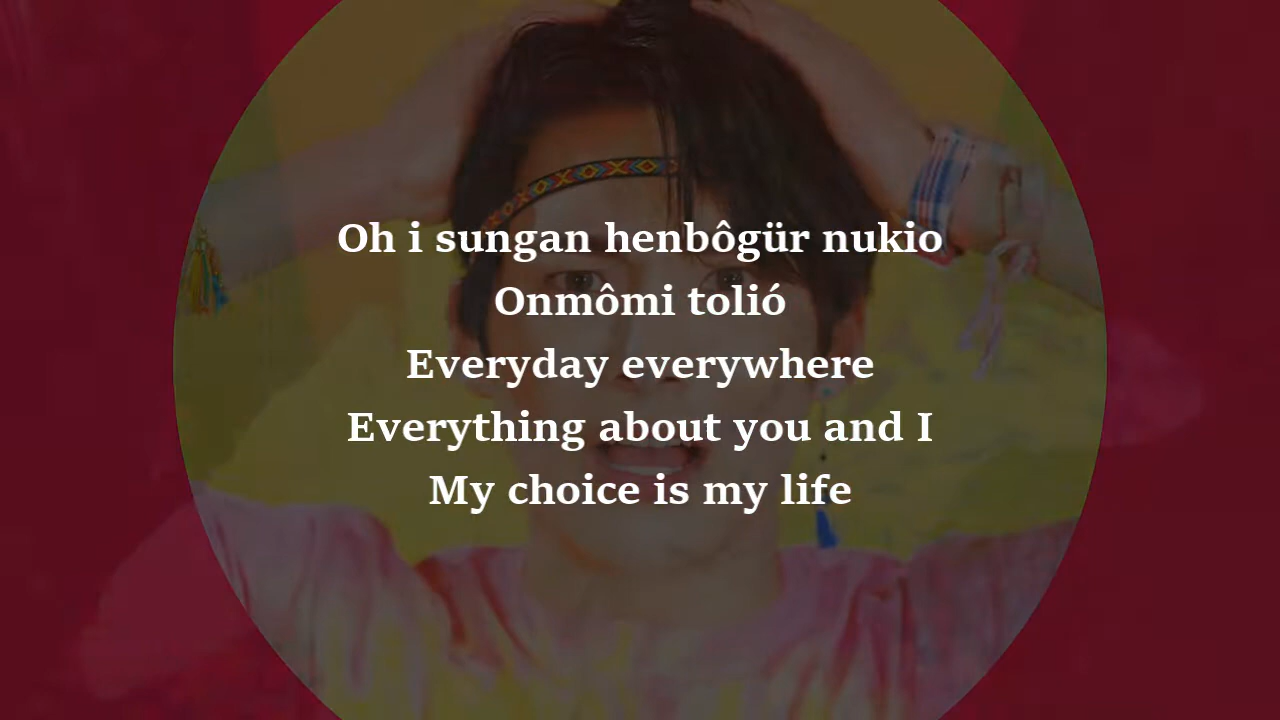 Oh i sungan henbôgür nukio
Onmômi tolió
Everyday everywhere
Everything about you and I
My choice is my life